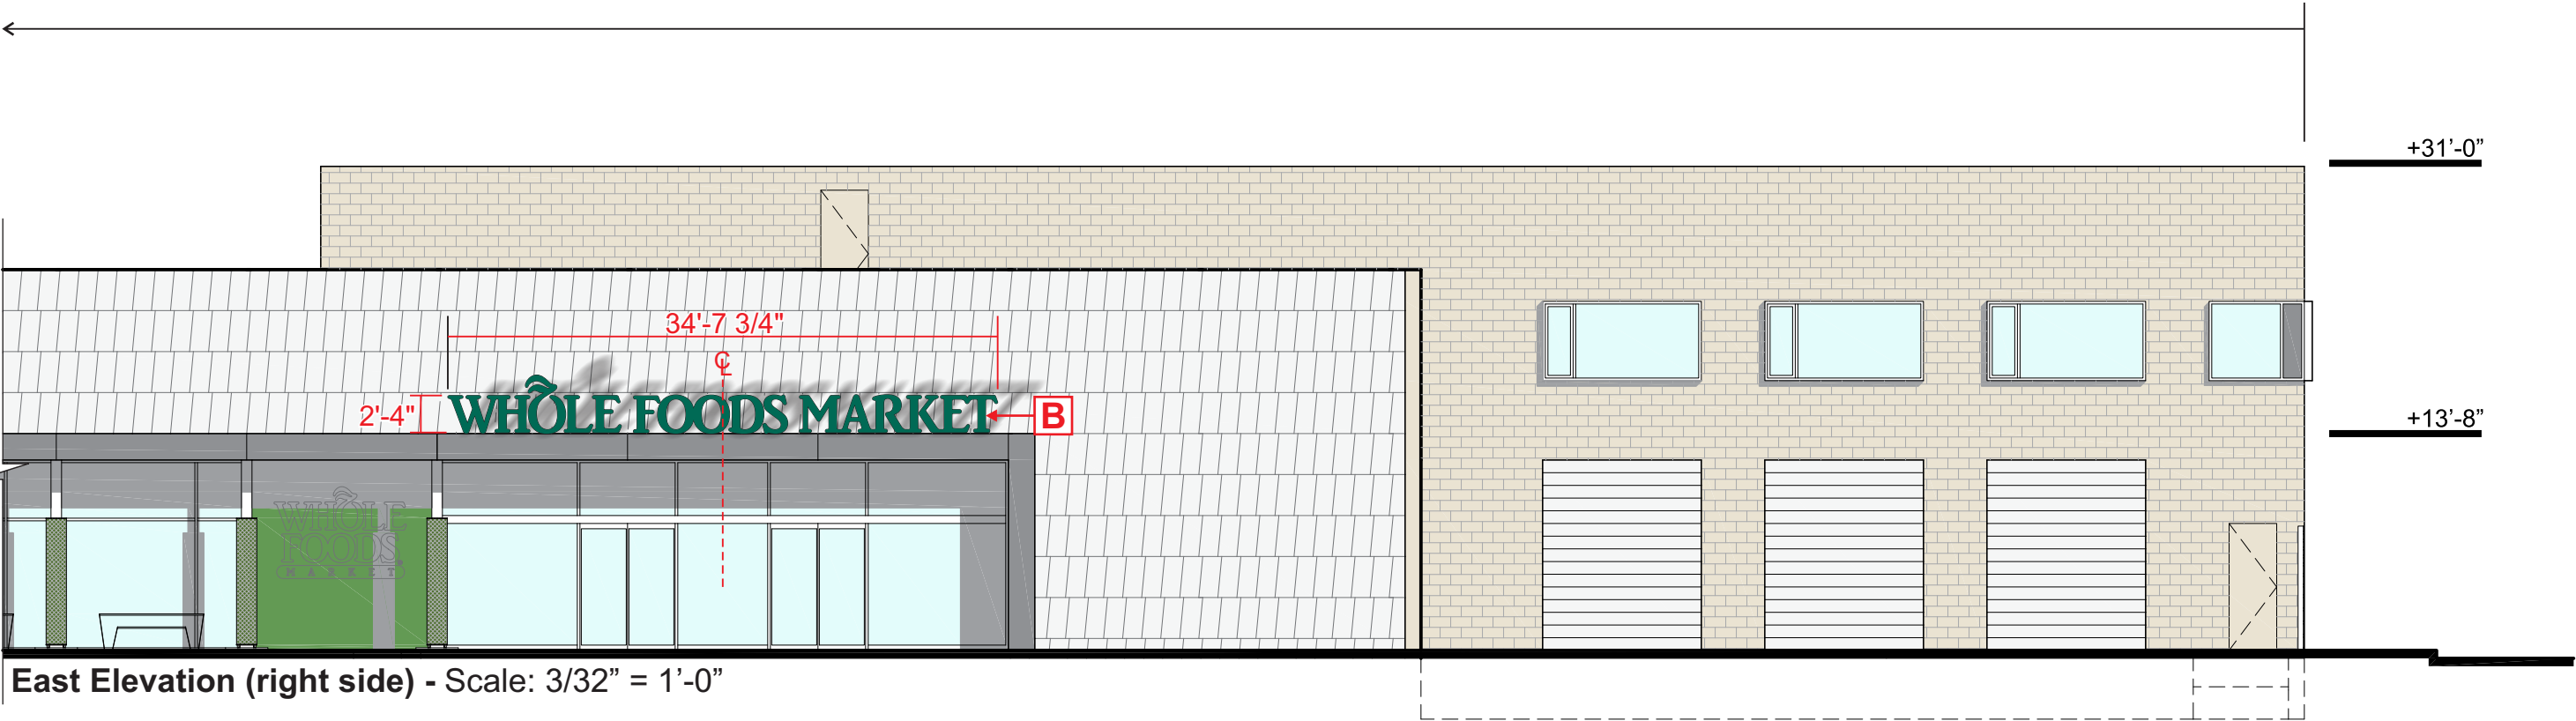 +31’-0”
34'-7 3/4"
℄
2'-4"
WHOLE FOODS MARKET
B
+13’-8”
WHOLE
FOODS
MARKET
East Elevation (right side) - Scale: 3/32” = 1’-0”